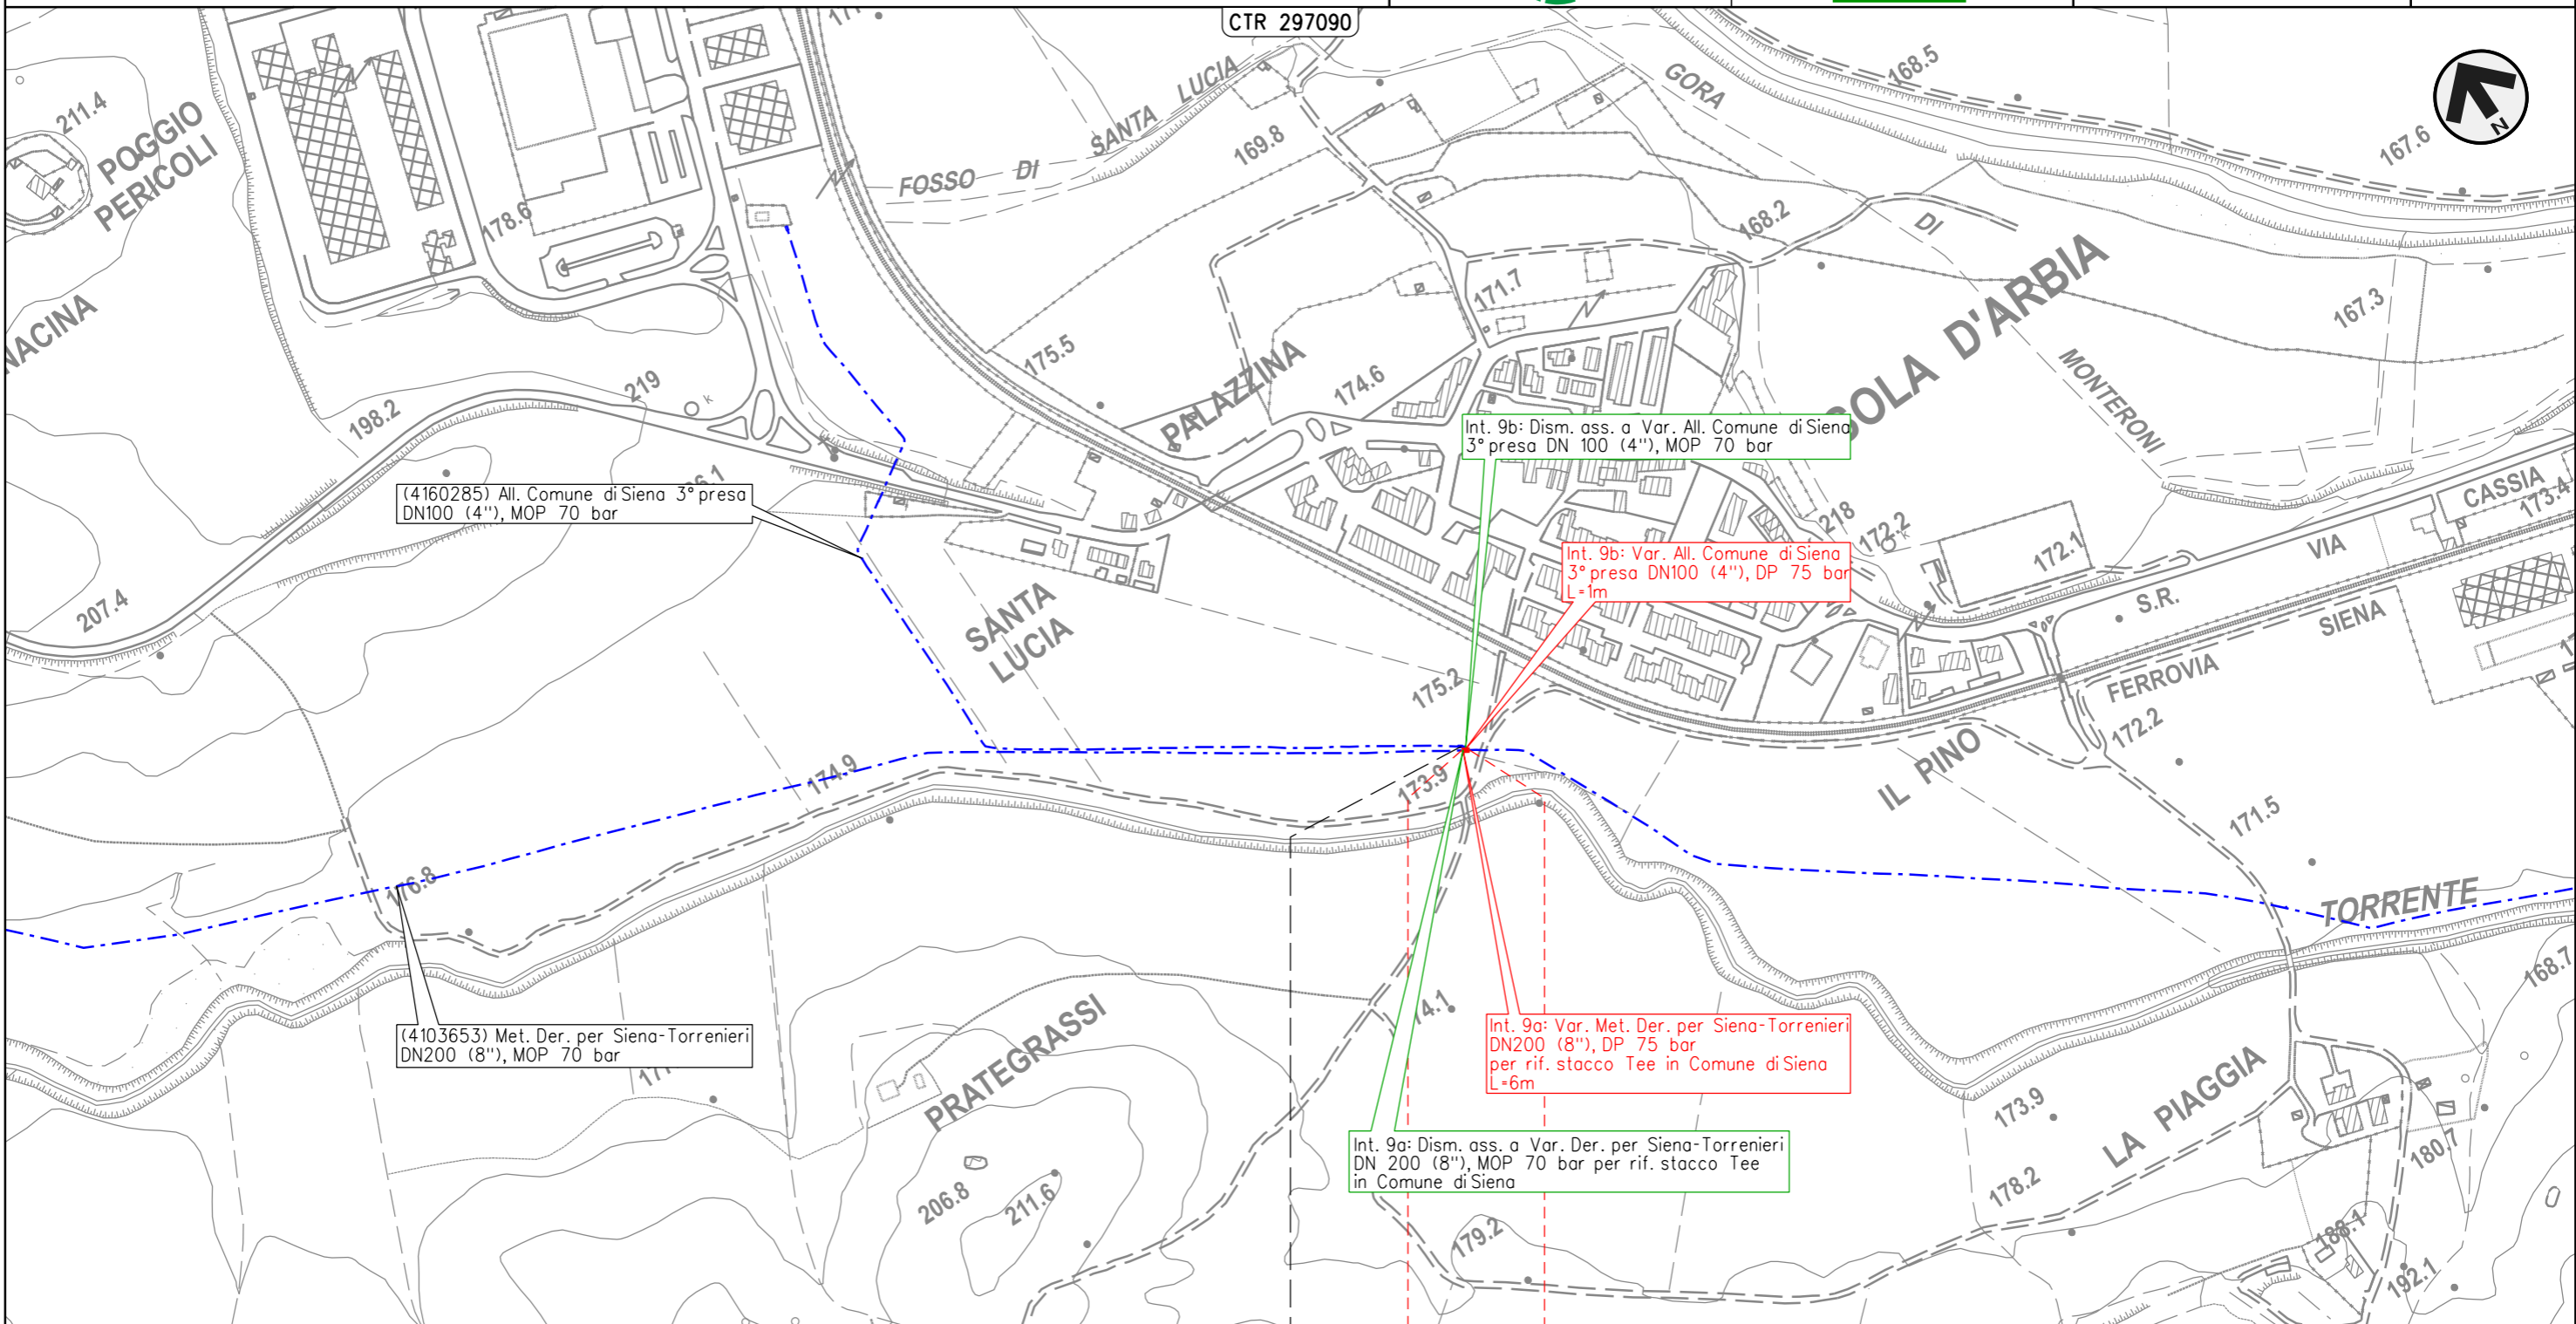 CTR 297090
N
211.4
POGGIO
PERICOLI
178.6
FOSSO DI SANTA LUCIA
169.8
GORA
DI
MONTERONI
168.5
167.6
168.2
167.3
171.7
175.5
PALAZZINA
174.6
219
198.2
207.4
(4160285) All. Comune di Siena 3° presa
DN100 (4"), MOP 70 bar
Int. 9b: Dism. ass. a Var. All. Comune di Siena
3° presa DN 100 (4"), MOP 70 bar
Int. 9b: Var. All. Comune di Siena
3° presa DN100 (4"), DP 75 bar
L=1m
218
172.2
172.1
S.R.
VIA
CASSIA
173.4
FERROVIA
SIENA
172.2
SANTA
LUCIA
175.2
173.9
174.9
176.8
IL PINO
171.5
TORRENTE
168.7
(4103653) Met. Der. per Siena-Torrenieri
DN200 (8"), MOP 70 bar
PRATEGRASSI
206.8
211.6
Int. 9a: Var. Met. Der. per Siena-Torrenieri
DN200 (8"), DP 75 bar
per rif. stacco Tee in Comune di Siena
L=6m
Int. 9a: Dism. ass. a Var. Der. per Siena-Torrenieri
DN 200 (8"), MOP 70 bar per rif. stacco Tee
in Comune di Siena
179.2
173.9
LA PIAGGIA
178.2
180.7
188.1
192.1